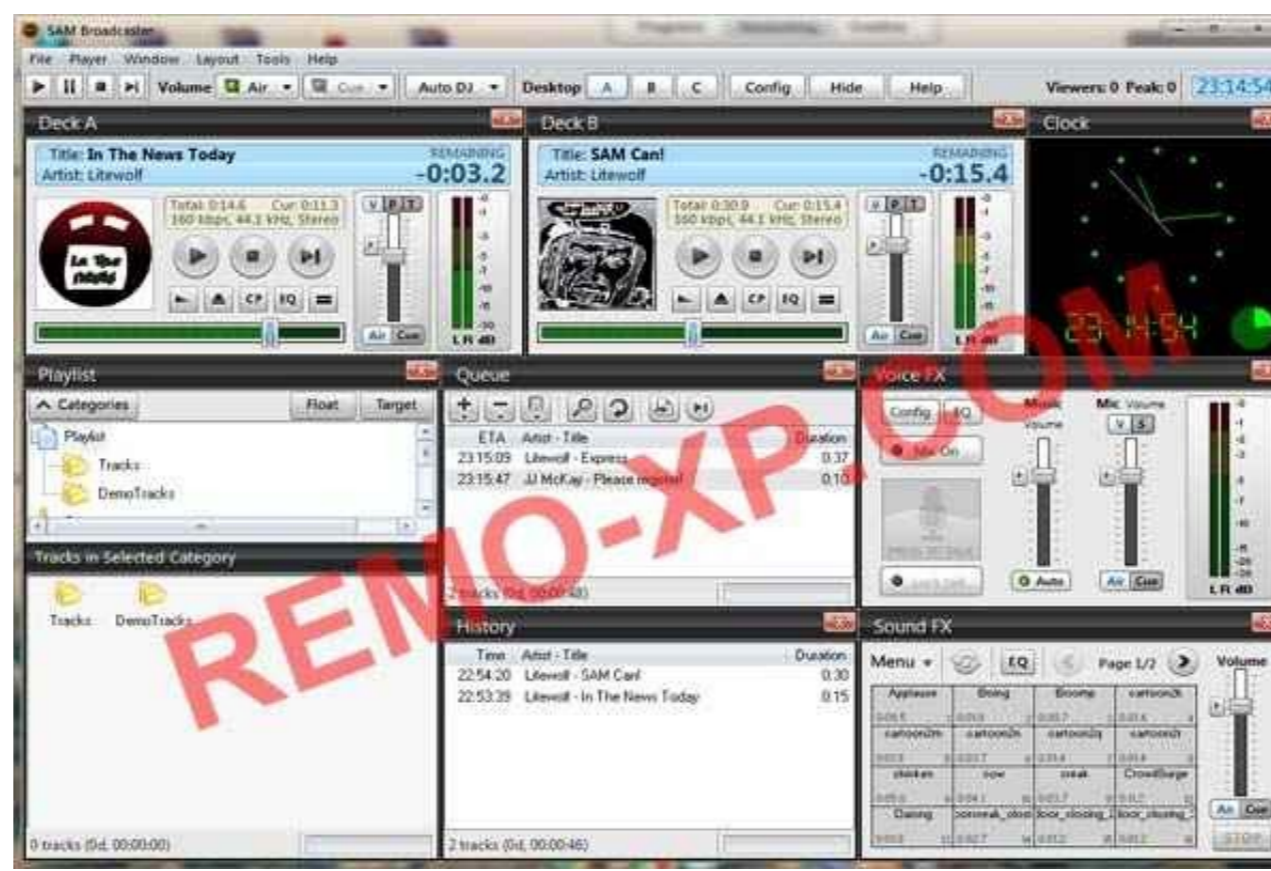 SAM Broadcaster
File Player Window Layout Tools Help
Volume Air Cue Auto DJ Desktop A B C Config Hide Help Viewers: 0 Peak: 0 23:14:54
Deck A
Title: In The News Today REMAINING
Artist: Litewolf -0:03.2
Total: 0:14.6 Cur: 0:11.3
160 kbps, 44.1 kHz, Stereo
V P T
In The NEWS
CP EQ
Air Cue
L R dB
Deck B
Title: SAM Can! REMAINING
Artist: Litewolf -0:15.4
Total: 0:30.9 Cur: 0:15.4
160 kbps, 44.1 kHz, Stereo
V P T
CP EQ
Air Cue
L R dB
Clock
23:14:54
Playlist
Categories Float Target
Playlist
Tracks
DemoTracks
Tracks in Selected Category
Tracks DemoTracks
0 tracks (0d, 00:00:00)
Queue
ETA Artist - Title Duration
23:15:09 Litewolf - Express 0:37
23:15:47 JJ McKay - Please register! 0:10
2 tracks (0d, 00:00:48)
History
Time Artist - Title Duration
22:54:20 Litewolf - SAM Can! 0:30
22:53:39 Litewolf - In The News Today 0:15
2 tracks (0d, 00:00:46)
Voice FX
Config EQ
Music Volume
Mic Volume
V S
Mic On
Auto
Air Cue
L R dB
Sound FX
Menu EQ Page 1/2 Volume
Applause Boing Boomp
chicken cow creak CrowdSurge
Air Cue
STOP
REMO-XP.COM